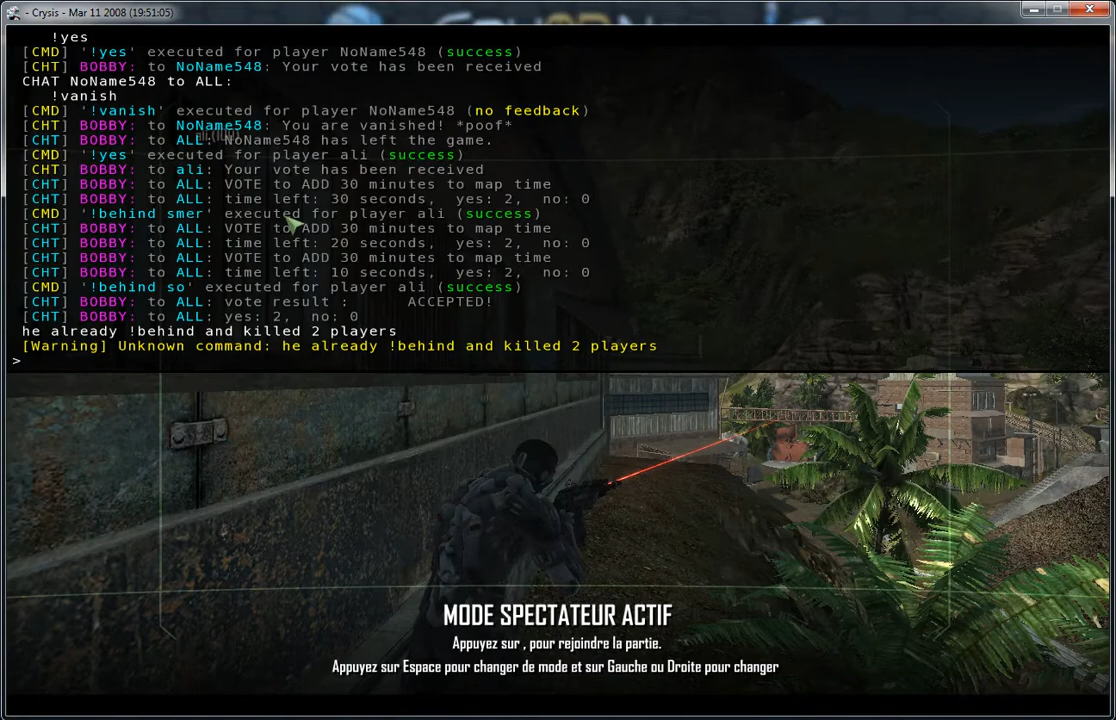 - Crysis - Mar 11 2008 (19:51:05)
!yes
[CMD] '!yes' executed for player NoName548 (success)
[CHT] BOBBY: to NoName548: Your vote has been received
CHAT NoName548 to ALL:
!vanish
[CMD] '!vanish' executed for player NoName548 (no feedback)
[CHT] BOBBY: to NoName548: You are vanished! *poof*
[CHT] BOBBY: to ALL: NoName548 has left the game.
[CMD] '!yes' executed for player ali (success)
[CHT] BOBBY: to ali: Your vote has been received
[CHT] BOBBY: to ALL: VOTE to ADD 30 minutes to map time
[CHT] BOBBY: to ALL: time left: 30 seconds, yes: 2, no: 0
[CMD] '!behind smer' executed for player ali (success)
[CHT] BOBBY: to ALL: VOTE to ADD 30 minutes to map time
[CHT] BOBBY: to ALL: time left: 20 seconds, yes: 2, no: 0
[CHT] BOBBY: to ALL: VOTE to ADD 30 minutes to map time
[CHT] BOBBY: to ALL: time left: 10 seconds, yes: 2, no: 0
[CMD] '!behind so' executed for player ali (success)
[CHT] BOBBY: to ALL: vote result : ACCEPTED!
[CHT] BOBBY: to ALL: yes: 2, no: 0
he already !behind and killed 2 players
[Warning] Unknown command: he already !behind and killed 2 players
>
MODE SPECTATEUR ACTIF
Appuyez sur , pour rejoindre la partie.
Appuyez sur Espace pour changer de mode et sur Gauche ou Droite pour changer